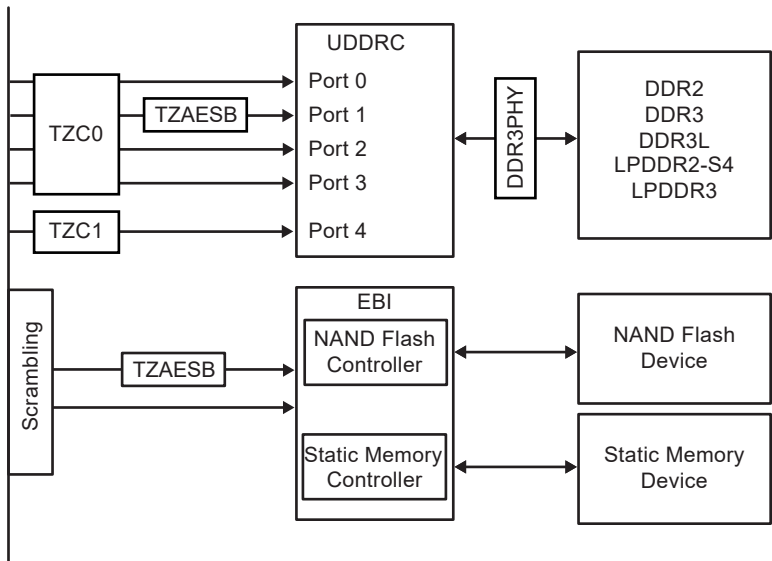 UDDRC
Port 0
TZAESB
Port 1
TZC0
Port 2
Port 3
TZC1
Port 4
DDR3PHY
DDR2
DDR3
DDR3L
LPDDR2-S4
LPDDR3
Scrambling
TZAESB
EBI
NAND Flash
Controller
Static Memory
Controller
NAND Flash
Device
Static Memory
Device